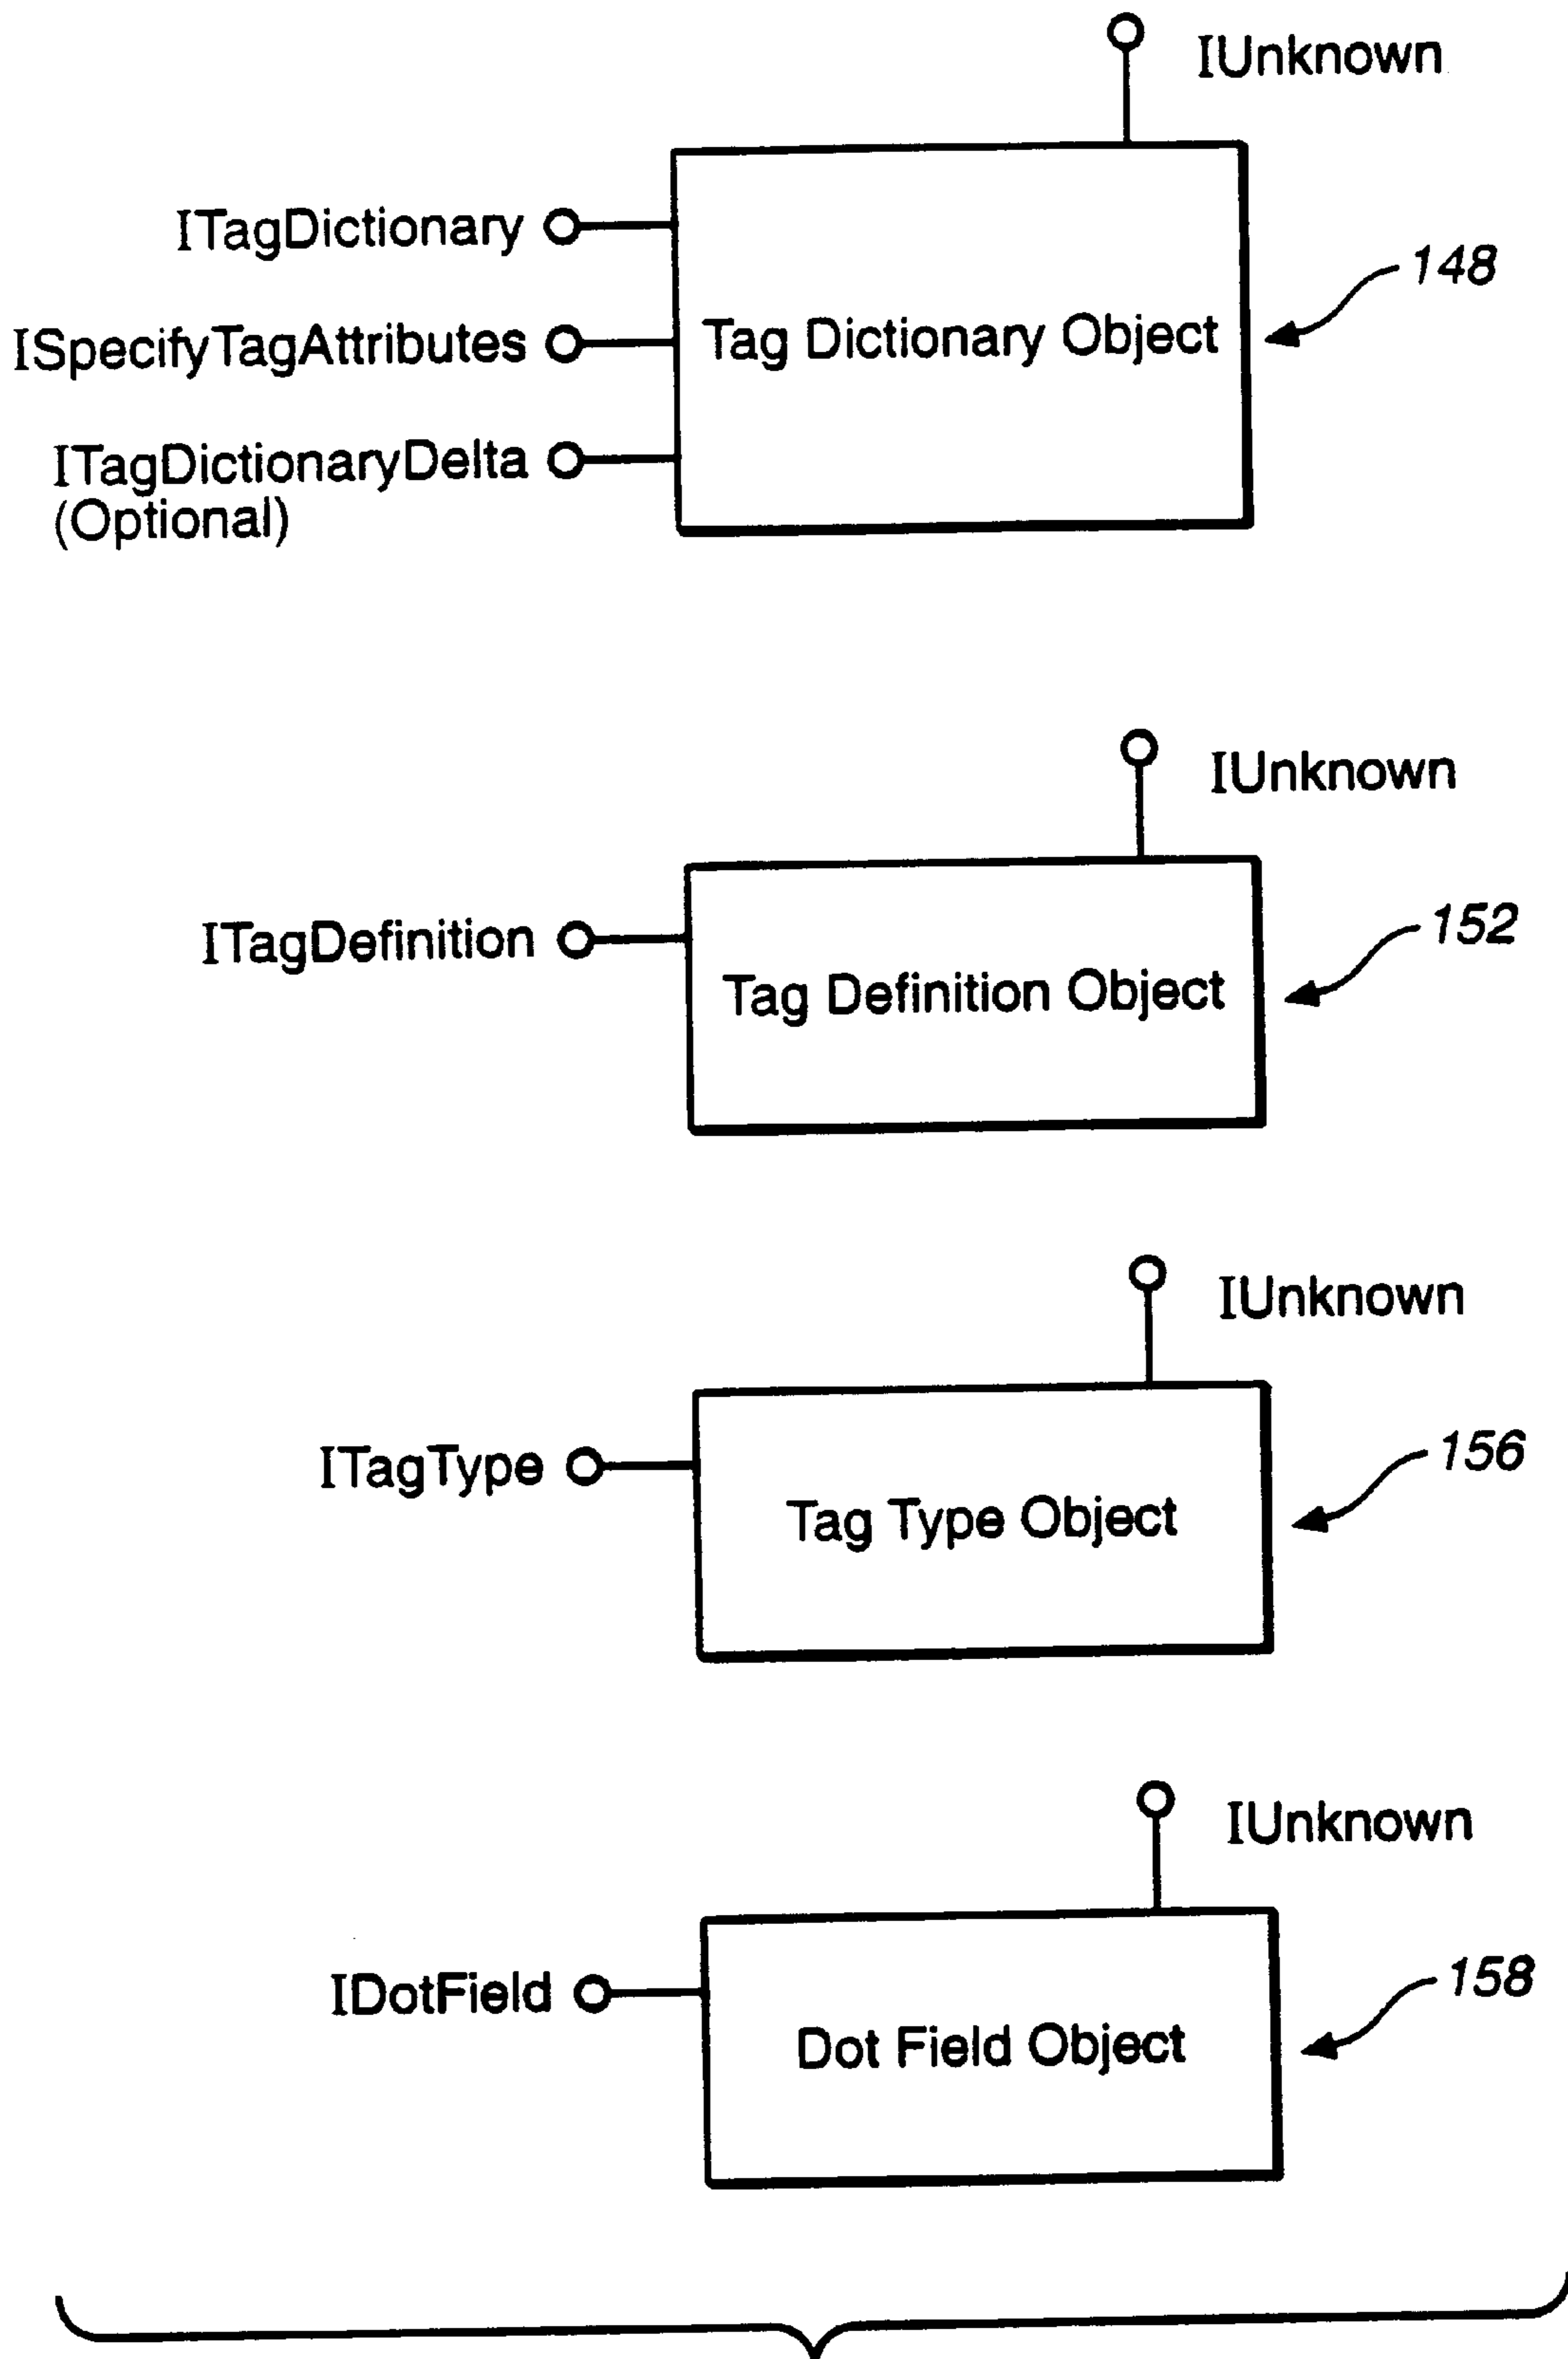 IUnknown
ITagDictionary
148
ISpecifyTagAttributes
Tag Dictionary Object
ITagDictionaryDelta
(Optional)
IUnknown
ITagDefinition
152
Tag Definition Object
IUnknown
ITagType
156
Tag Type Object
IUnknown
IDotField
158
Dot Field Object